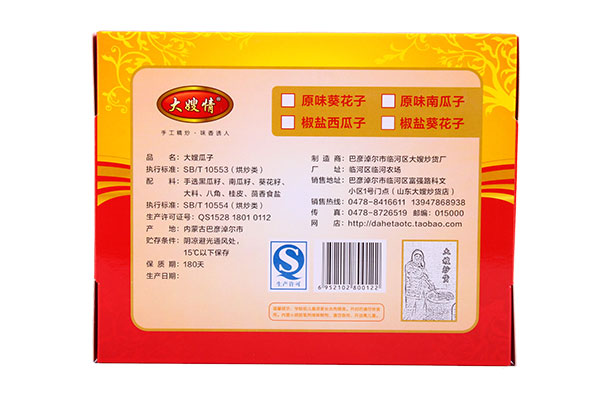 大嫂情®
手工精炒·味香诱人
原味葵花子 原味南瓜子
椒盐西瓜子 椒盐葵花子
品 名：大嫂瓜子
执行标准：SB/T 10553（烘炒类）
配 料：手选黑瓜籽、南瓜籽、葵花籽、
大料、八角、桂皮、茴香食盐
执行标准：SB/T 10554（烘炒类）
生产许可证号：QS1528 1801 0112
产 地：内蒙古巴彦淖尔市
贮存条件：阴凉避光通风处，
15℃以下保存
保 质 期：180天
生产日期：
制 造 商：巴彦淖尔市临河区大嫂炒货厂
厂 址：临河区临河农场
销售地址：巴彦淖尔市临河区富强路科文
小区1号门点（山东大嫂炒货店）
销售热线：0478-8416611 13947868938
传 真：0478-8726519 邮编：015000
网 店：http://dahetaotc.taobao.com
QS
生产许可
6 952102 800122
大嫂炒货